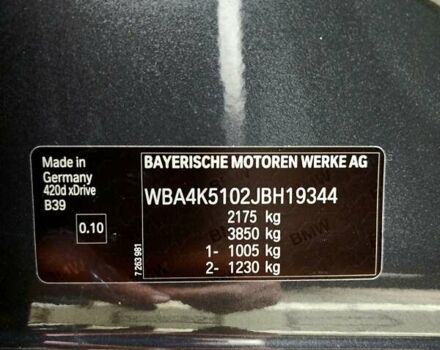 Made in
Germany
420d xDrive
B39
0.10
7 263 981
BAYERISCHE MOTOREN WERKE AG
WBA4K5102JBH19344
2175 kg
3850 kg
1- 1005 kg
2- 1230 kg
BMW